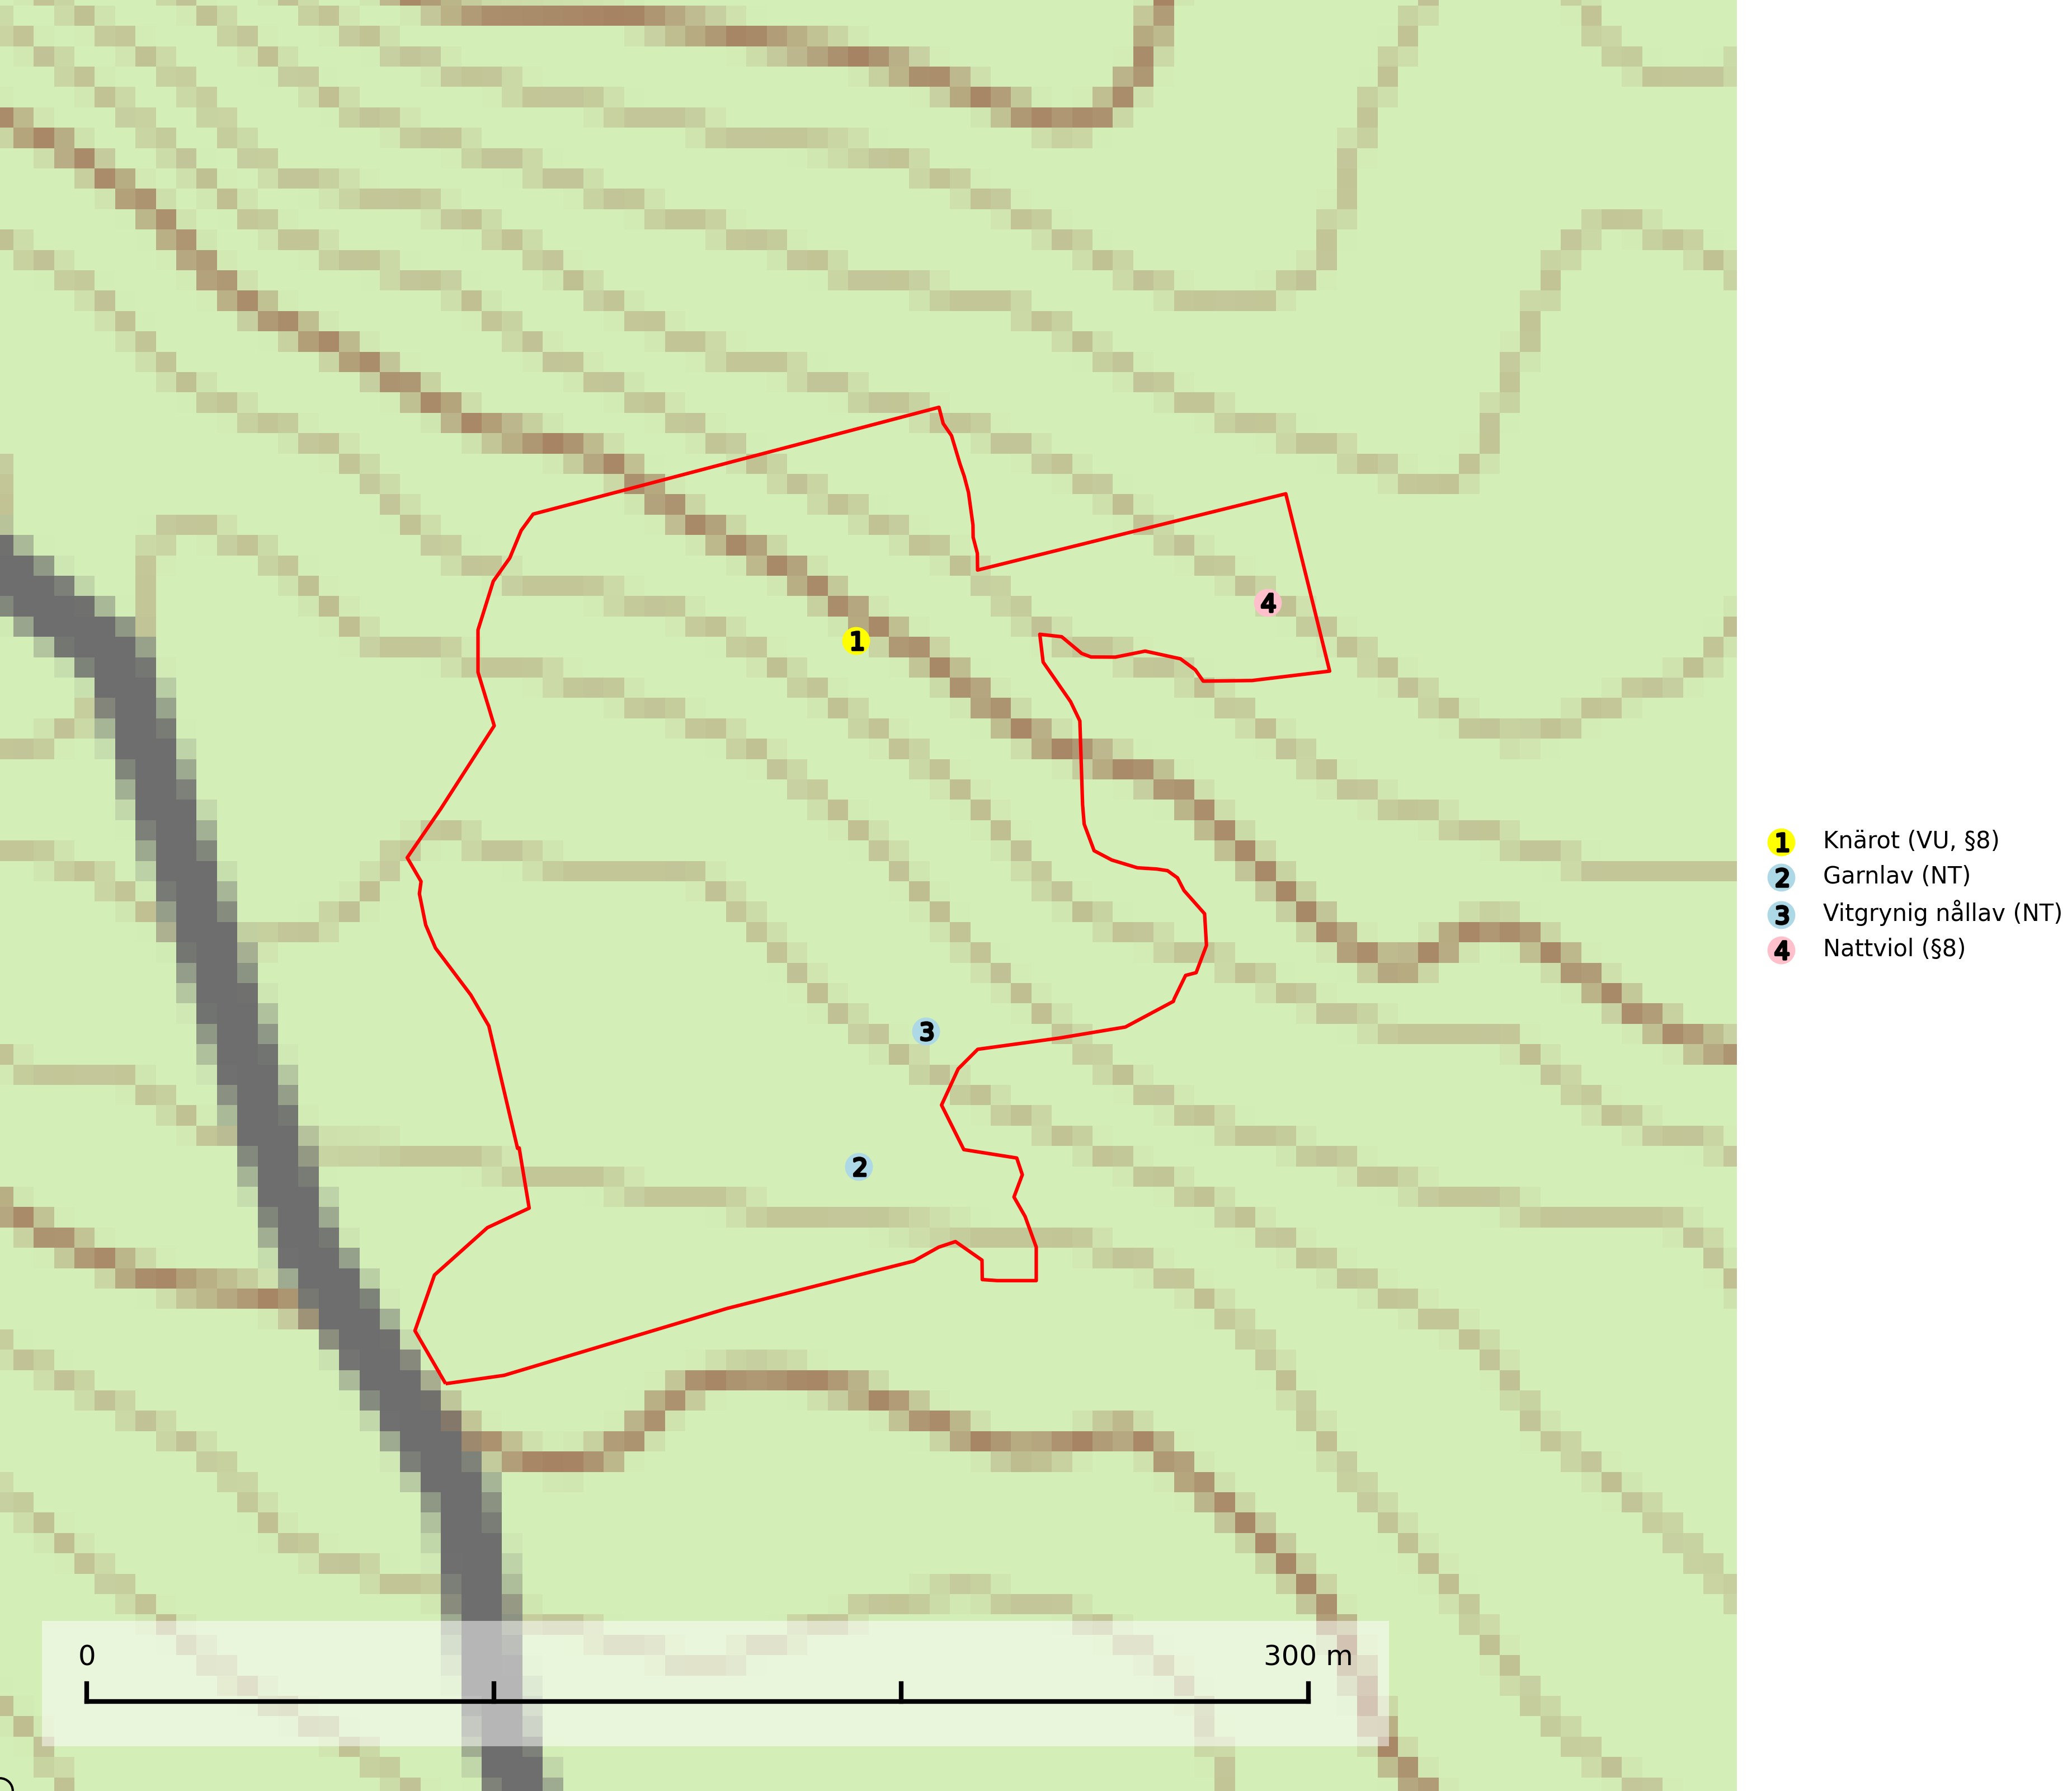 1
4
3
2
1 Knärot (VU, §8)
2 Garnlav (NT)
3 Vitgrynig nållav (NT)
4 Nattviol (§8)
0 300 m